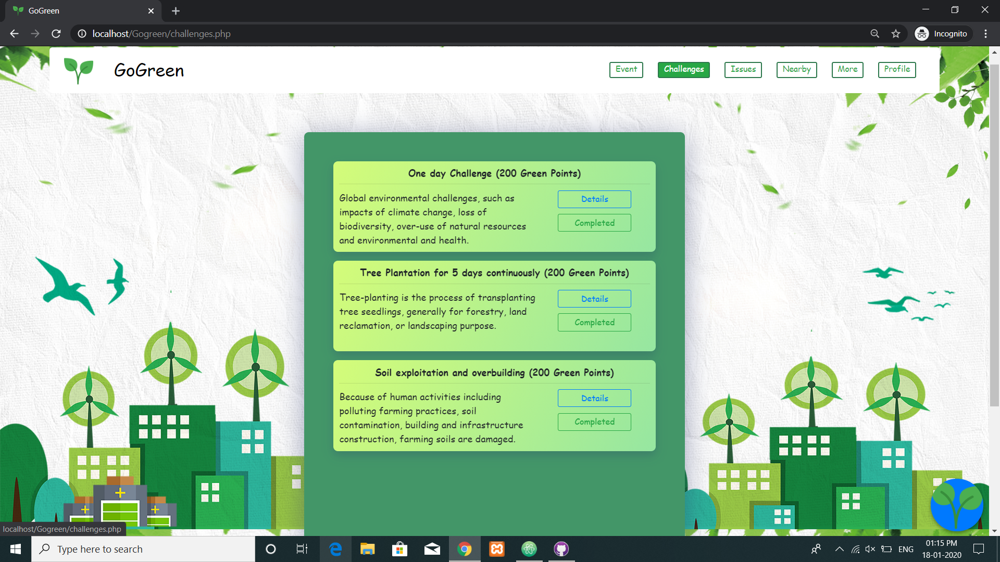 GoGreen
localhost/Gogreen/challenges.php
Incognito
GoGreen
Event
Challenges
Issues
Nearby
More
Profile
One day Challenge (200 Green Points)
Global environmental challenges, such as
impacts of climate change, loss of
biodiversity, over-use of natural resources
and environmental and health.
Details
Completed
Tree Plantation for 5 days continuously (200 Green Points)
Tree-planting is the process of transplanting
tree seedlings, generally for forestry, land
reclamation, or landscaping purpose.
Details
Completed
Soil exploitation and overbuilding (200 Green Points)
Because of human activities including
polluting farming practices, soil
contamination, building and infrastructure
construction, farming soils are damaged.
Details
Completed
localhost/Gogreen/challenges.php
Type here to search
ENG
01:15 PM
18-01-2020